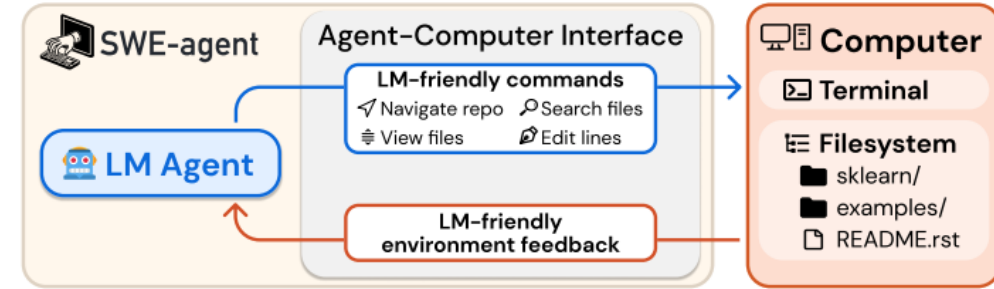 SWE-agent
Agent-Computer Interface
LM-friendly commands
Navigate repo
Search files
View files
Edit lines
LM Agent
LM-friendly
environment feedback
Computer
Terminal
Filesystem
sklearn/
examples/
README.rst